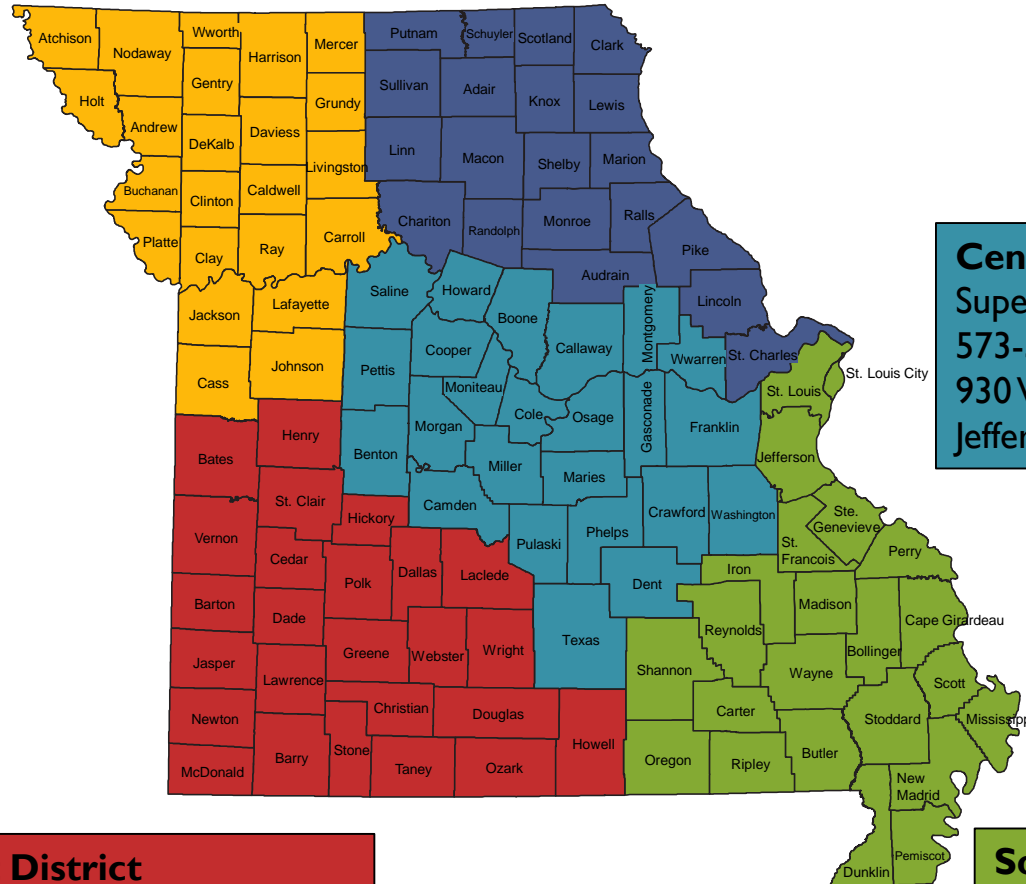 Atchison
Nodaway
Wworth
Harrison
Mercer
Putnam
Schuyler
Scotland
Clark
Holt
Gentry
Grundy
Sullivan
Adair
Knox
Lewis
Andrew
DeKalb
Daviess
Livingston
Linn
Macon
Shelby
Marion
Buchanan
Clinton
Caldwell
Chariton
Randolph
Monroe
Ralls
Platte
Clay
Ray
Carroll
Pike
Audrain
Jackson
Lafayette
Saline
Howard
Boone
Montgomery
Lincoln
Cass
Johnson
Pettis
Cooper
Callaway
Wwarren
St. Charles
St. Louis City
Moniteau
Cole
Osage
Gasconade
Franklin
St. Louis
Henry
Bates
Benton
Morgan
Miller
Maries
Jefferson
St. Clair
Hickory
Camden
Pulaski
Phelps
Crawford
Washington
Ste.
Genevieve
Vernon
Cedar
Polk
Dallas
Laclede
Dent
Iron
St.
Francois
Perry
Barton
Dade
Greene
Webster
Wright
Texas
Reynolds
Madison
Cape Girardeau
Bollinger
Jasper
Lawrence
Shannon
Wayne
Scott
Newton
Christian
Douglas
Howell
Carter
Stoddard
Mississipp
McDonald
Barry
Stone
Taney
Ozark
Oregon
Ripley
Butler
New
Madrid
Pemiscot
Dunklin
Cen
Supe
573-
930 V
Jeffer
District
So